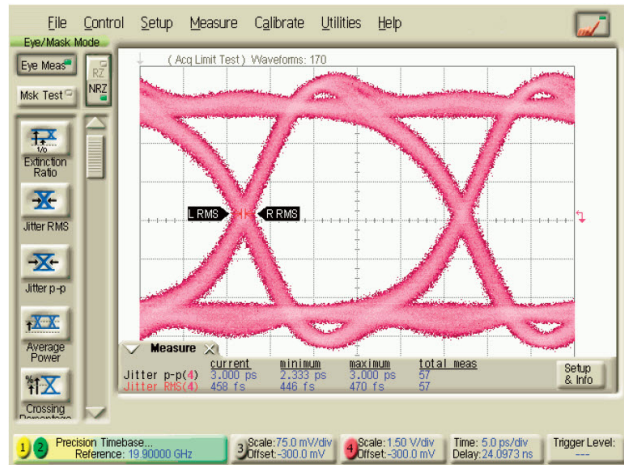 File Control Setup Measure Calibrate Utilities Help
Eye/Mask Mode
Eye Meas
RZ
Msk Test
NRZ
( Acq Limit Test ) Waveforms: 170
1/0
Extinction
Ratio
L RMS
R RMS
Jitter RMS
Jitter p-p
Average
Power
%
Crossing
Percentage
Measure
current minimum maximum total meas
Jitter p-p(4) 3.000 ps 2.333 ps 3.000 ps 57
Jitter RMS(4) 458 fs 446 fs 470 fs 57
Setup
& Info
1 2 Precision Timebase...
Reference: 19.90000 GHz
3 Scale:75.0 mV/div
Offset:-300.0 mV
4 Scale:1.50 V/div
Offset:-300.0 mV
Time: 5.0 ps/div
Delay:24.0973 ns
Trigger Level:
---